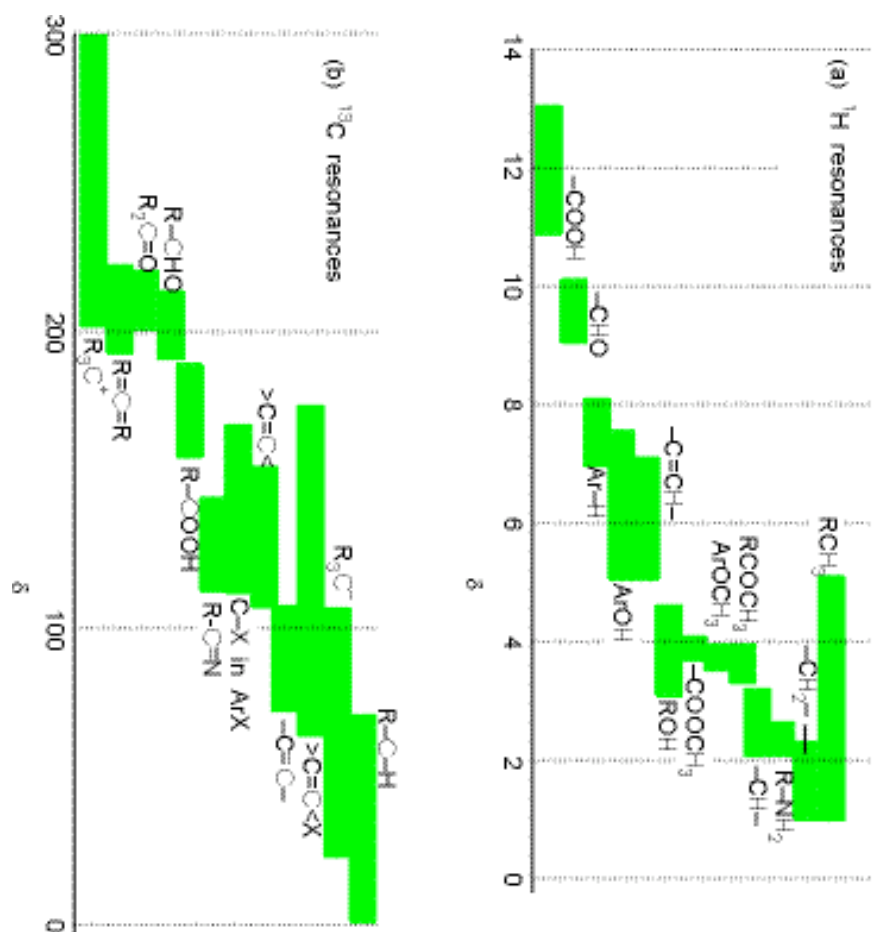 (a) ¹H resonances
RCH₃
–CH₂–
R–NH₂
–CH–
RCOCH₃
ArOCH₃
–COOCH₃
ROH
–C=CH–
ArOH
Ar–H
–CHO
–COOH
14 12 10 8 6 4 2 0
δ
(b) ¹³C resonances
R–C–H
R₃C⁻
>C=C<X
–C=C–
>C=C<
C–X in ArX
R-C=N
R–COOH
R–CHO
R₂C=O
R=C=R
R₃C⁺
300 200 100 0
δ